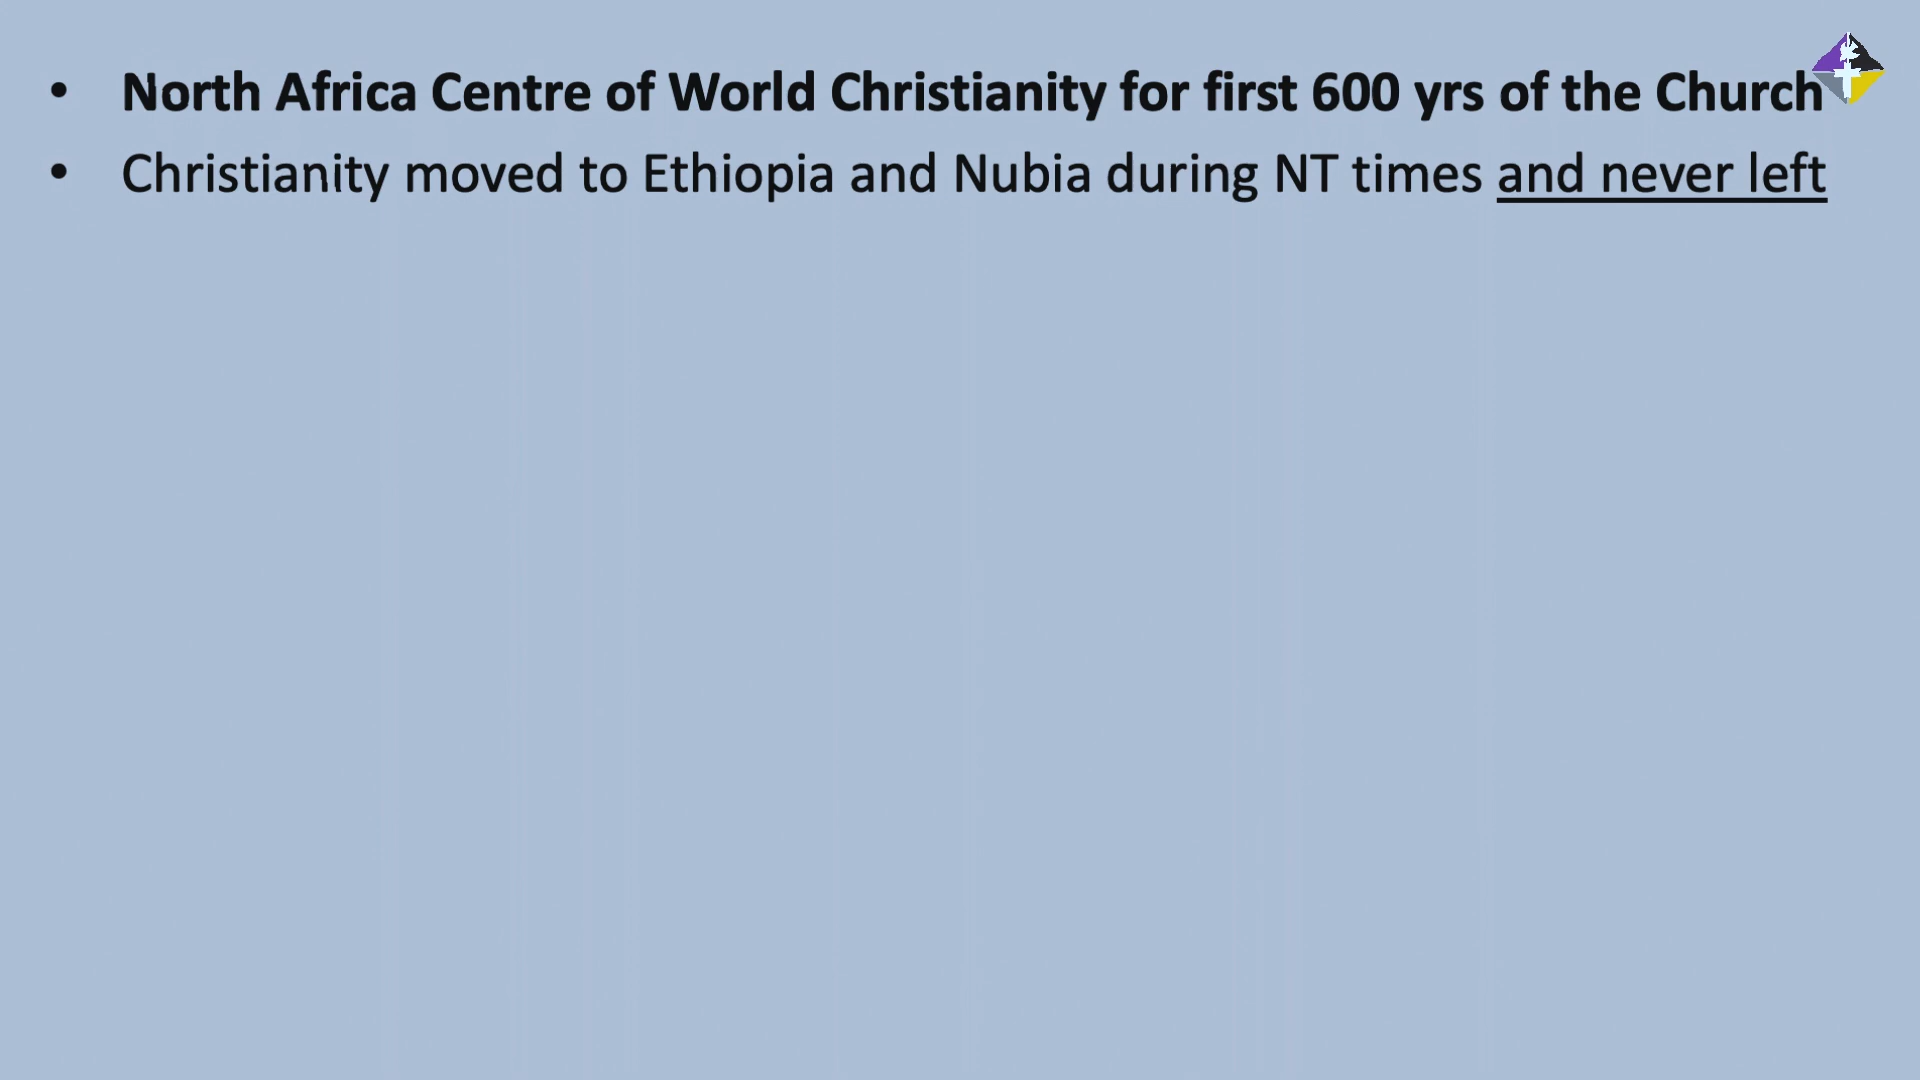 • North Africa Centre of World Christianity for first 600 yrs of the Church
• Christianity moved to Ethiopia and Nubia during NT times and never left